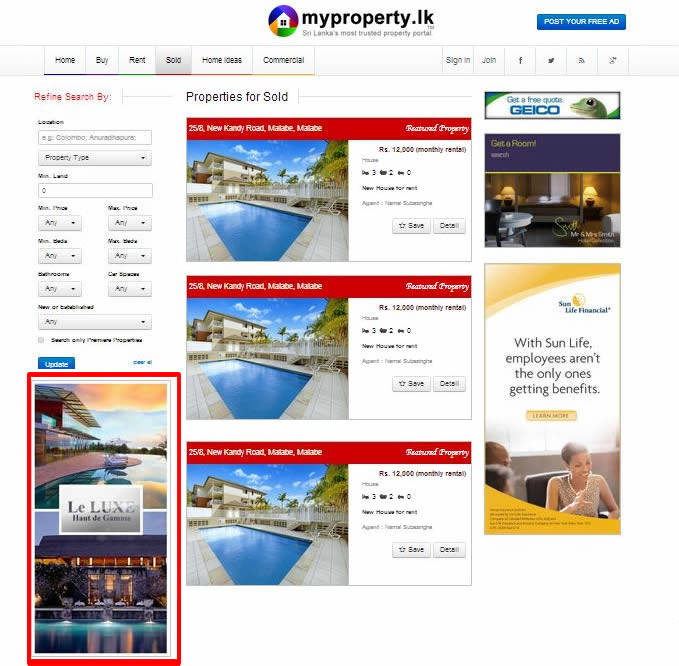 myproperty.lk
TM
Sri Lanka's most trusted property portal.
POST YOUR FREE AD
Home
Buy
Rent
Sold
Home Ideas
Commercial
Sign In
Join
Refine Search By:
Location
e.g: Colombo; Anuradhapura;
Property Type
Min. Land
0
Min. Price
Max. Price
Any
Any
Min. Beds
Max. Beds
Any
Any
Bathrooms
Car Spaces
Any
Any
New or Established
Any
Search only Premiere Properties
Update
clear all
Le LUXE
Haut de Gamme
Properties for Sold
25/8, New Kandy Road, Malabe, Malabe
Featured Property
Rs. 12,000 (monthly rental)
House
3 2 0
New House for rent
Agent : Namal Subasinghe
Save
Detail
25/8, New Kandy Road, Malabe, Malabe
Featured Property
Rs. 12,000 (monthly rental)
House
3 2 0
New House for rent
Agent : Namal Subasinghe
Save
Detail
25/8, New Kandy Road, Malabe, Malabe
Featured Property
Rs. 12,000 (monthly rental)
House
3 2 0
New House for rent
Agent : Namal Subasinghe
Save
Detail
Get a free quote.
GEICO
Get a Room!
search
Smith
Mr & Mrs Smith
Hotel Collection
Sun
Life Financial
With Sun Life,
employees aren't
the only ones
getting benefits.
LEARN MORE